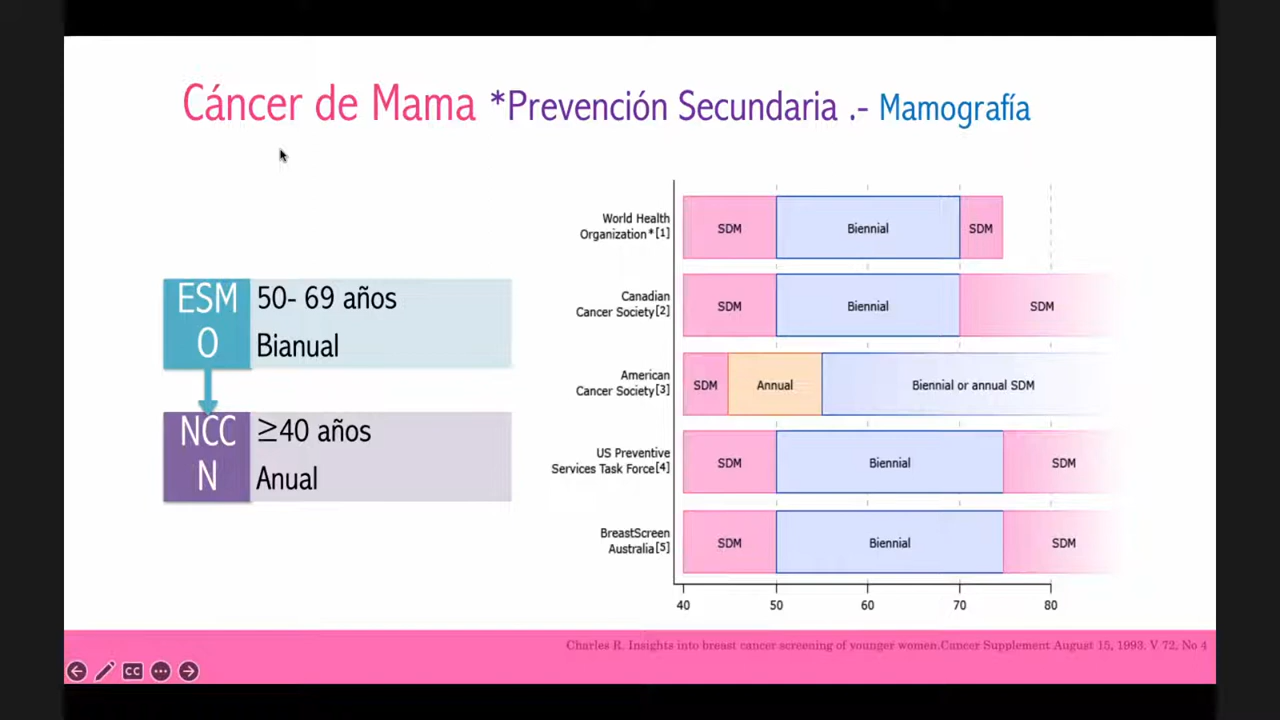 Cáncer de Mama *Prevención Secundaria .- Mamografía
ESM
O
50- 69 años
Bianual
NCC
N
≥40 años
Anual
World Health
Organization*[1]
SDM
Biennial
SDM
Canadian
Cancer Society[2]
SDM
Biennial
SDM
American
Cancer Society[3]
SDM
Annual
Biennial or annual SDM
US Preventive
Services Task Force[4]
SDM
Biennial
SDM
BreastScreen
Australia[5]
SDM
Biennial
SDM
40 50 60 70 80
Charles R. Insights into breast cancer screening of younger women.Cancer Supplement August 15, 1993. V 72, No 4
CC